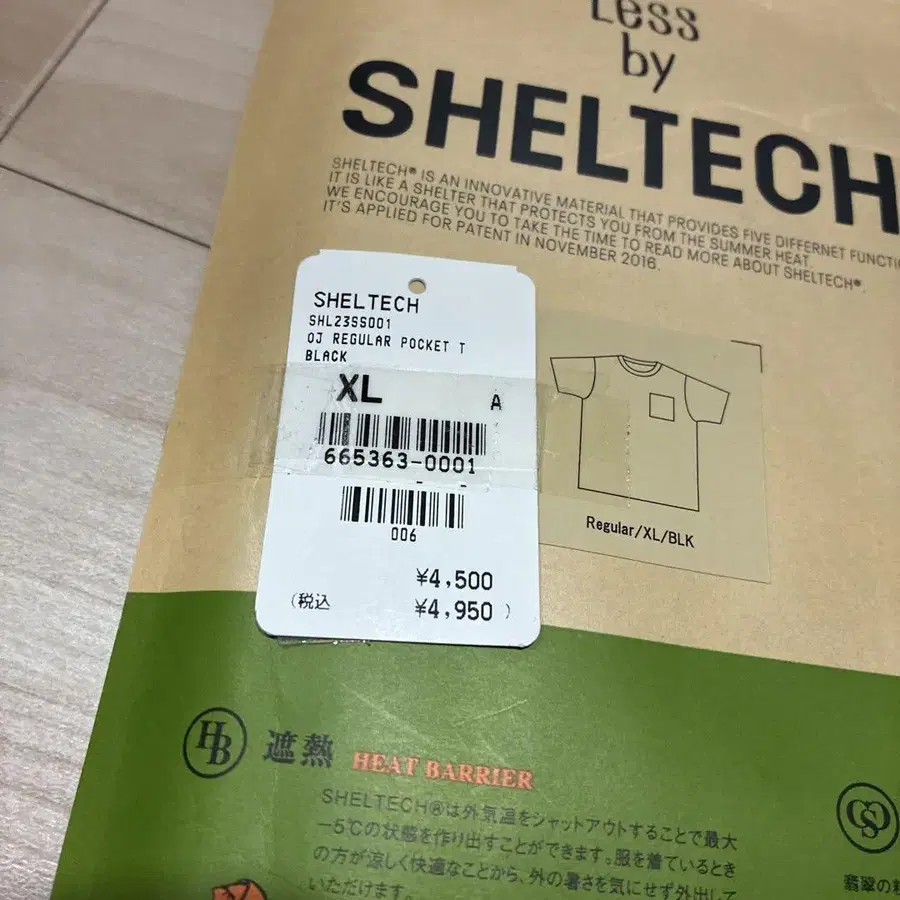 Less
by
SHELTECH
SHELTECH® IS AN INNOVATIVE MATERIAL THAT PROVIDES FIVE DIFFERNET
IT IS LIKE A SHELTER THAT PROTECTS YOU FROM THE SUMMER HEAT.
WE ENCOURAGE YOU TO TAKE THE TIME TO READ MORE ABOUT SHELTECH®.
IT'S APPLIED FOR PATENT IN NOVEMBER 2016.
SHELTECH
SHL23SS001
OJ REGULAR POCKET T
BLACK
XL A
665363-0001
006
¥4,500
(税込 ¥4,950 )
Regular/XL/BLK
HB 遮熱 HEAT BARRIER
SHELTECH®は外気温をシャットアウトすることで最大
−5℃の状態を作り出すことができます。服を着ているとき
の方が涼しく快適なことから、外の暑さを気にせず外出して
いただけます。
翡翠の